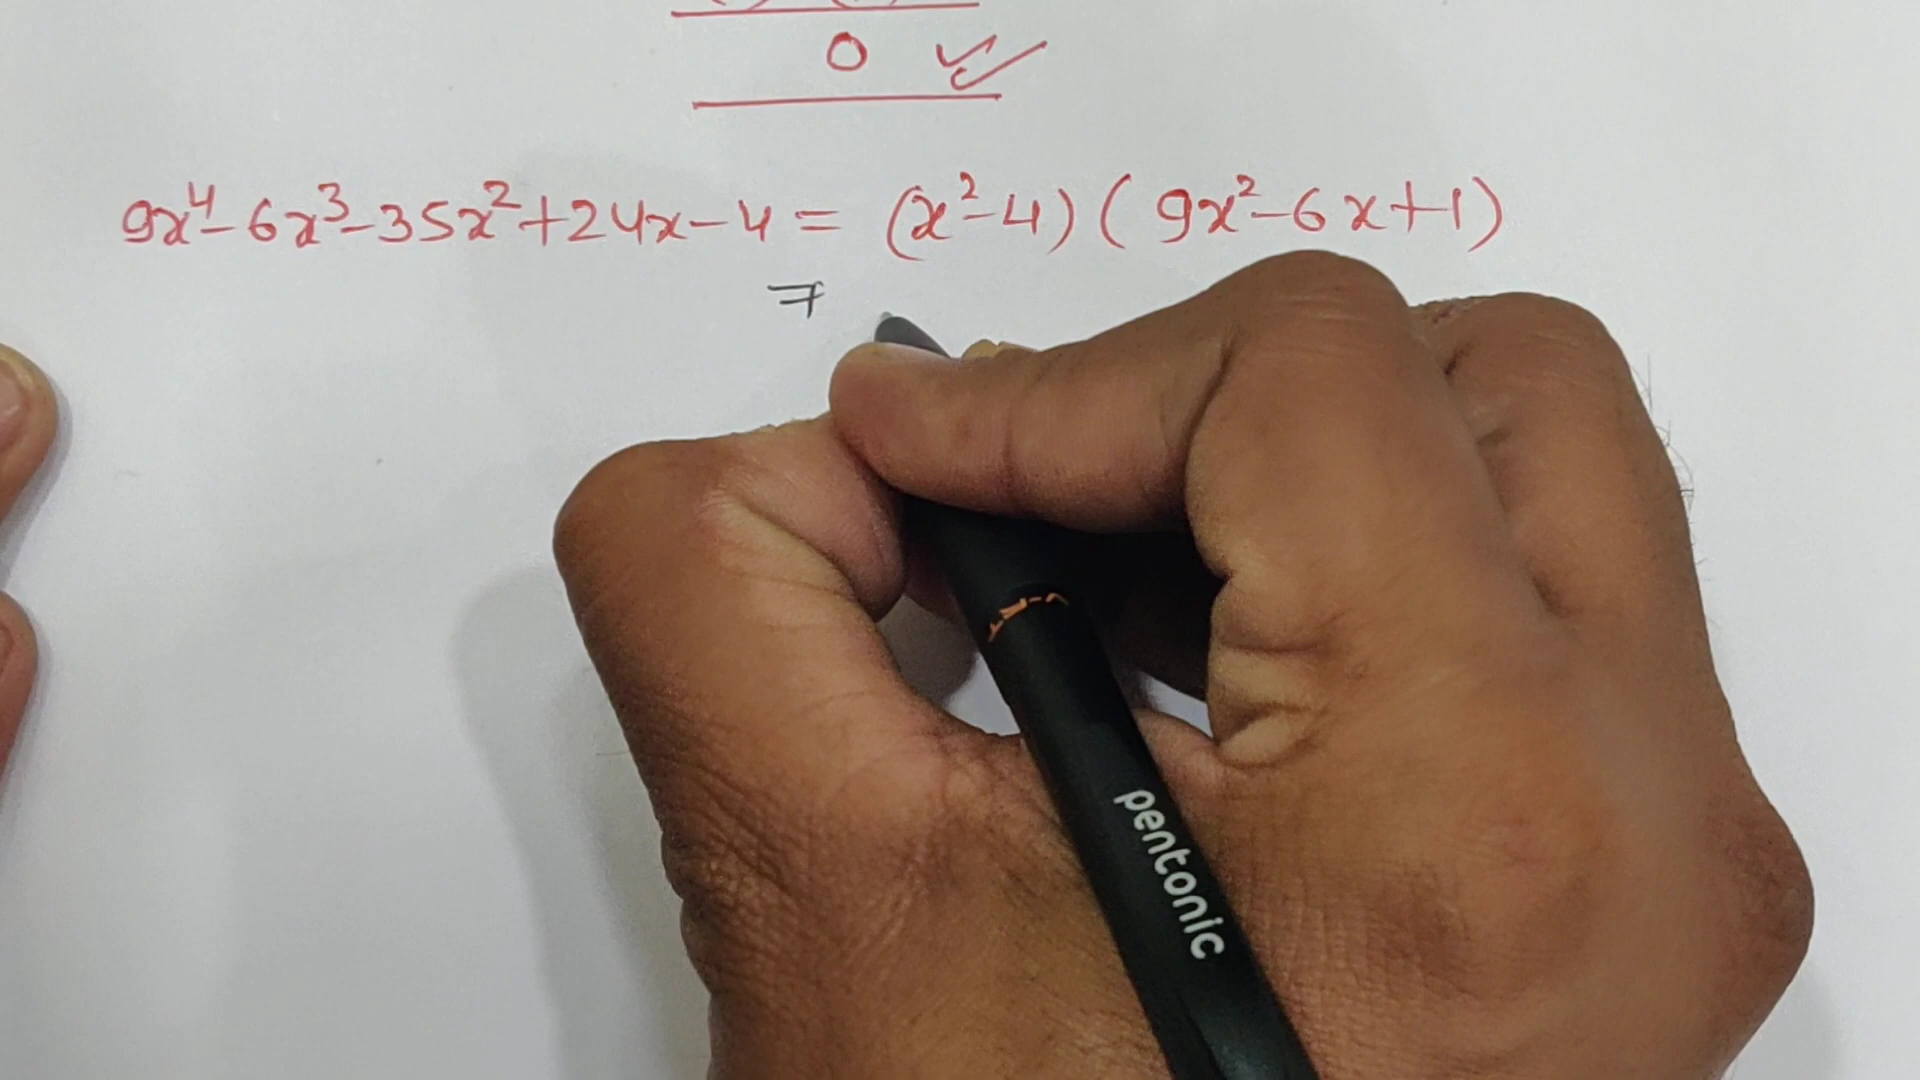 0
9x⁴-6x³-35x²+24x-4 = (x²-4)(9x²-6x+1)
=
pentonic